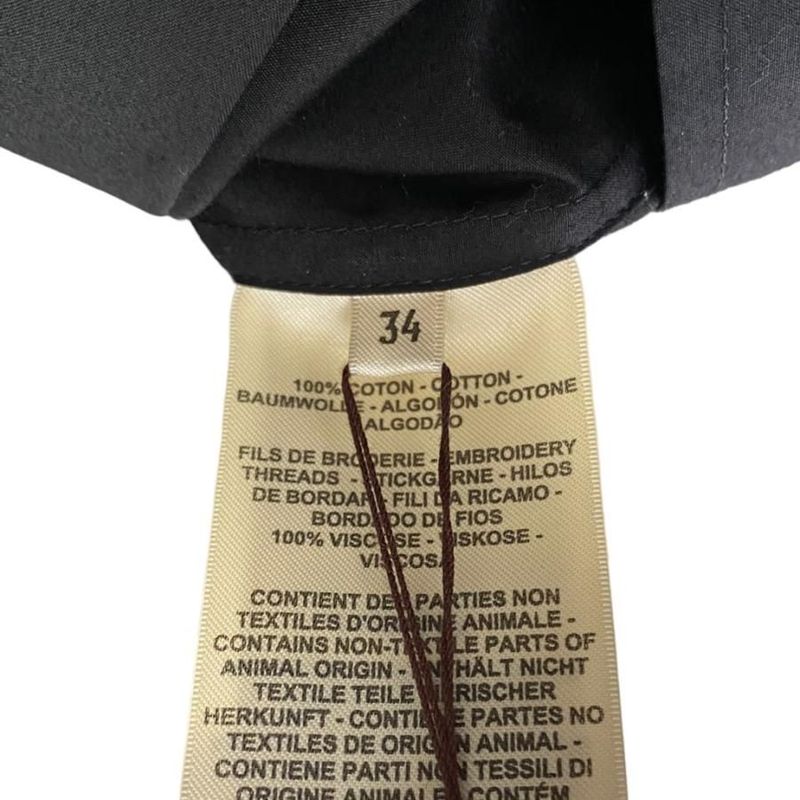 34
100% COTON - COTTON -
BAUMWOLLE - ALGODÓN - COTONE
ALGODÃO
FILS DE BRODERIE - EMBROIDERY
THREADS - STICKGARNE - HILOS
DE BORDAR - FILI DA RICAMO -
BORDADO DE FIOS
100% VISCOSE - VISKOSE -
VISCOSA
CONTIENT DES PARTIES NON
TEXTILES D'ORIGINE ANIMALE -
CONTAINS NON-TEXTILE PARTS OF
ANIMAL ORIGIN - ENTHÄLT NICHT
TEXTILE TEILE TIERISCHER
HERKUNFT - CONTIENE PARTES NO
TEXTILES DE ORIGEN ANIMAL -
CONTIENE PARTI NON TESSILI DI
ORIGINE ANIMALE - CONTÉM